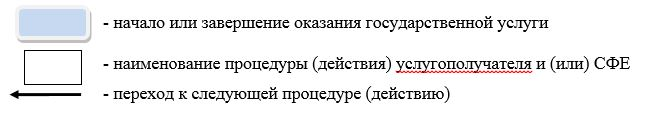 - начало или завершение оказания государственной услуги
- наименование процедуры (действия) услугополучателя и (или) СФЕ
- переход к следующей процедуре (действию)